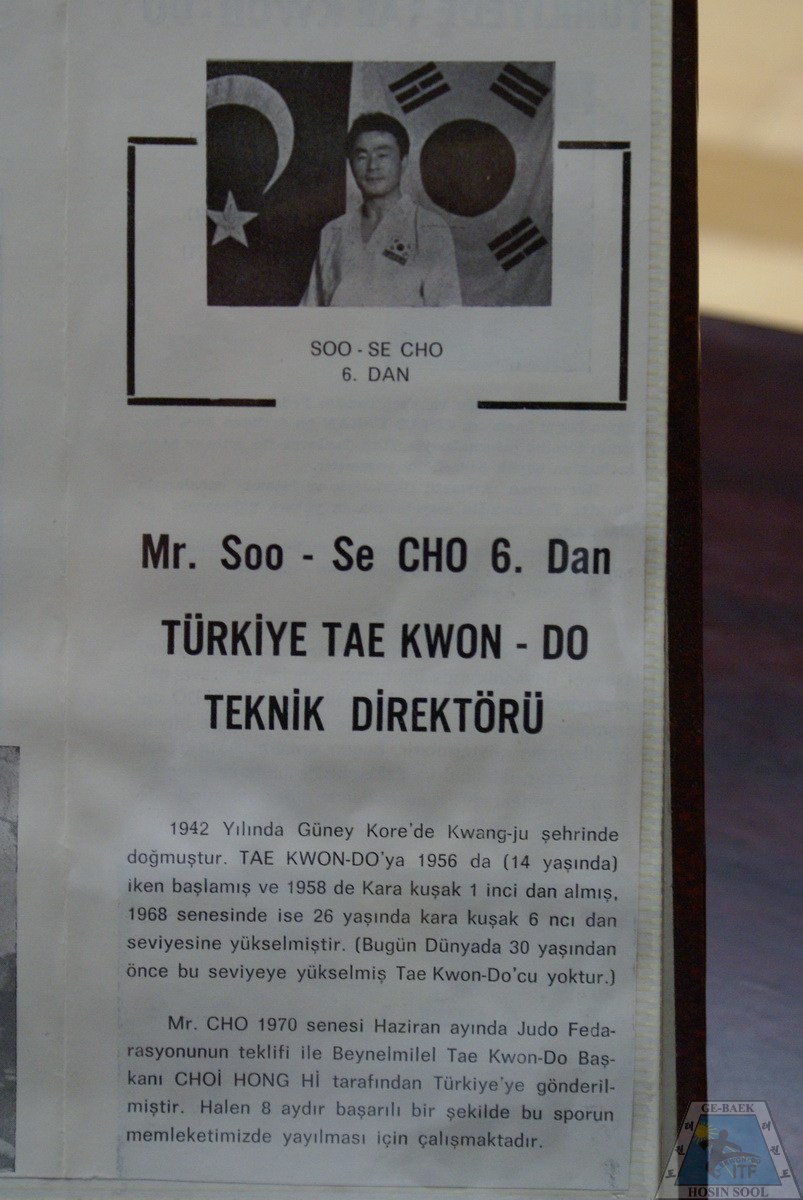 SOO - SE CHO
6. DAN
Mr. Soo - Se CHO 6. Dan
TÜRKİYE TAE KWON - DO
TEKNİK DİREKTÖRÜ
1942 Yılında Güney Kore'de Kwang-ju şehrinde
doğmuştur. TAE KWON-DO'ya 1956 da (14 yaşında)
iken başlamış ve 1958 de Kara kuşak 1 inci dan almış,
1968 senesinde ise 26 yaşında kara kuşak 6 ncı dan
seviyesine yükselmiştir. (Bugün Dünyada 30 yaşından
önce bu seviyeye yükselmiş Tae Kwon-Do'cu yoktur.)
Mr. CHO 1970 senesi Haziran ayında Judo Feda-
rasyonunun teklifi ile Beynelmilel Tae Kwon-Do Baş-
kanı CHOİ HONG Hİ tarafından Türkiye'ye gönderil-
miştir. Halen 8 aydır başarılı bir şekilde bu sporun
memleketimizde yayılması için çalışmaktadır.
GE-BAEK
ITF
HOSIN SOOL